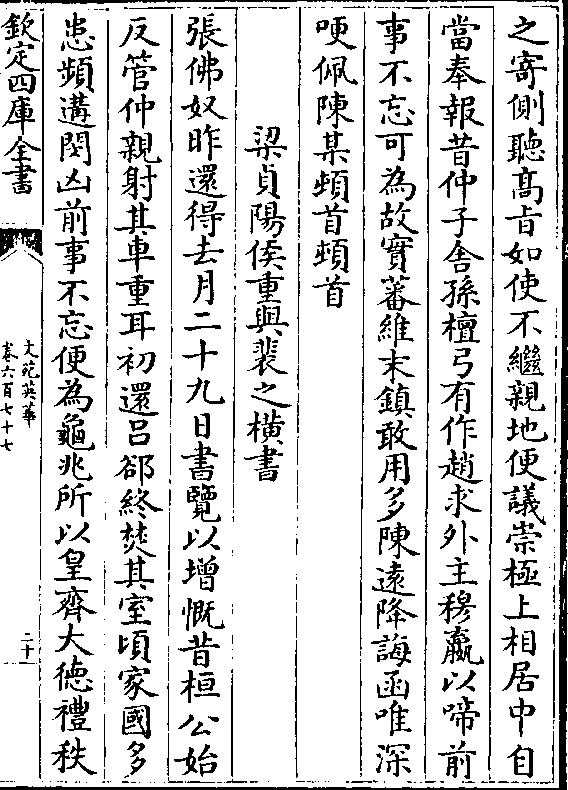 之寄側聽髙㫖如使不繼親地便議崇極上相居中自
當奉報昔仲子舍孫檀弓有作趙求外主穆嬴以啼前
事不忘可為故實蕃維末鎮敢用多陳遠降誨函唯深
哽佩陳某頓首頓首
梁貞陽侯重與裴之横書
張佛奴昨還得去月二十九日書覽以增慨昔桓公始
反管仲親射其車重耳初還呂郤終焚其室頃家國多
患頻遘閔凶前事不忘便為龜兆所以皇齊大徳禮秩
欽定四庫全書
文苑英華
卷六百七十七
二十